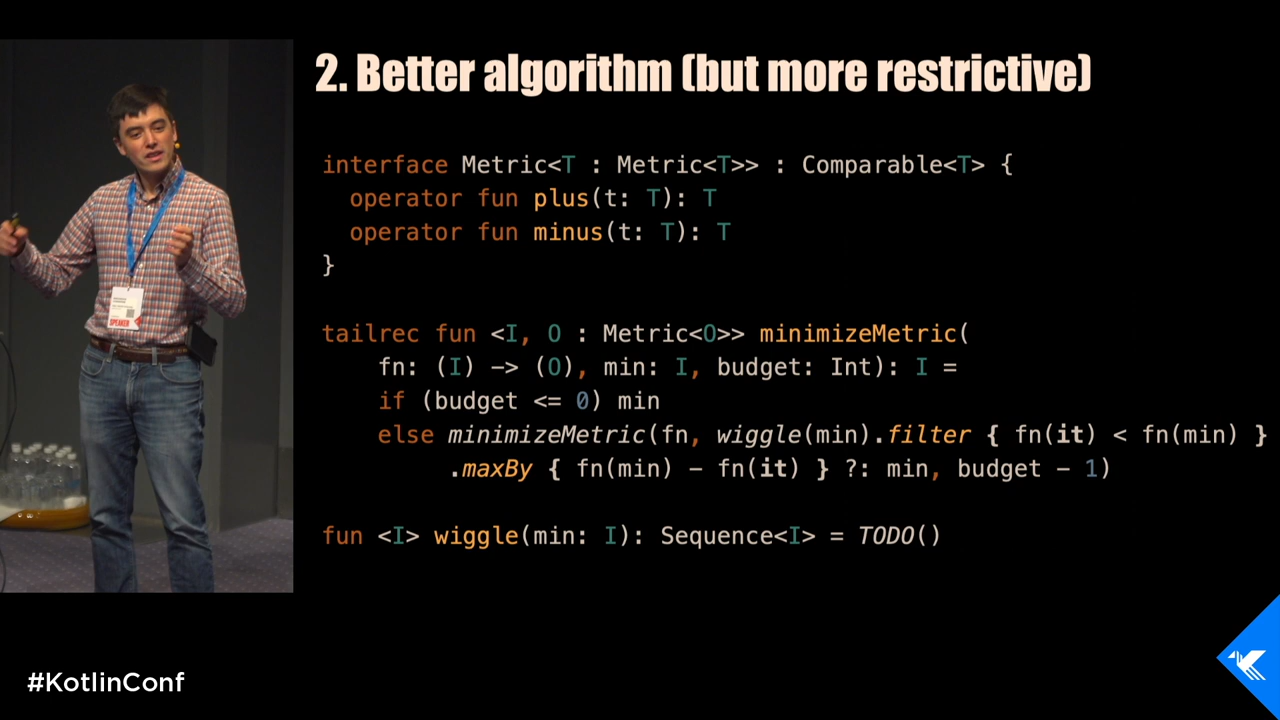 2. Better algorithm (but more restrictive)
interface Metric<T : Metric<T>> : Comparable<T> {
  operator fun plus(t: T): T
  operator fun minus(t: T): T
}
tailrec fun <I, O : Metric<O>> minimizeMetric(
    fn: (I) -> (O), min: I, budget: Int): I =
    if (budget <= 0) min
    else minimizeMetric(fn, wiggle(min).filter { fn(it) < fn(min) }
         .maxBy { fn(min) - fn(it) } ?: min, budget - 1)
fun <I> wiggle(min: I): Sequence<I> = TODO()
SPEAKER
#KotlinConf